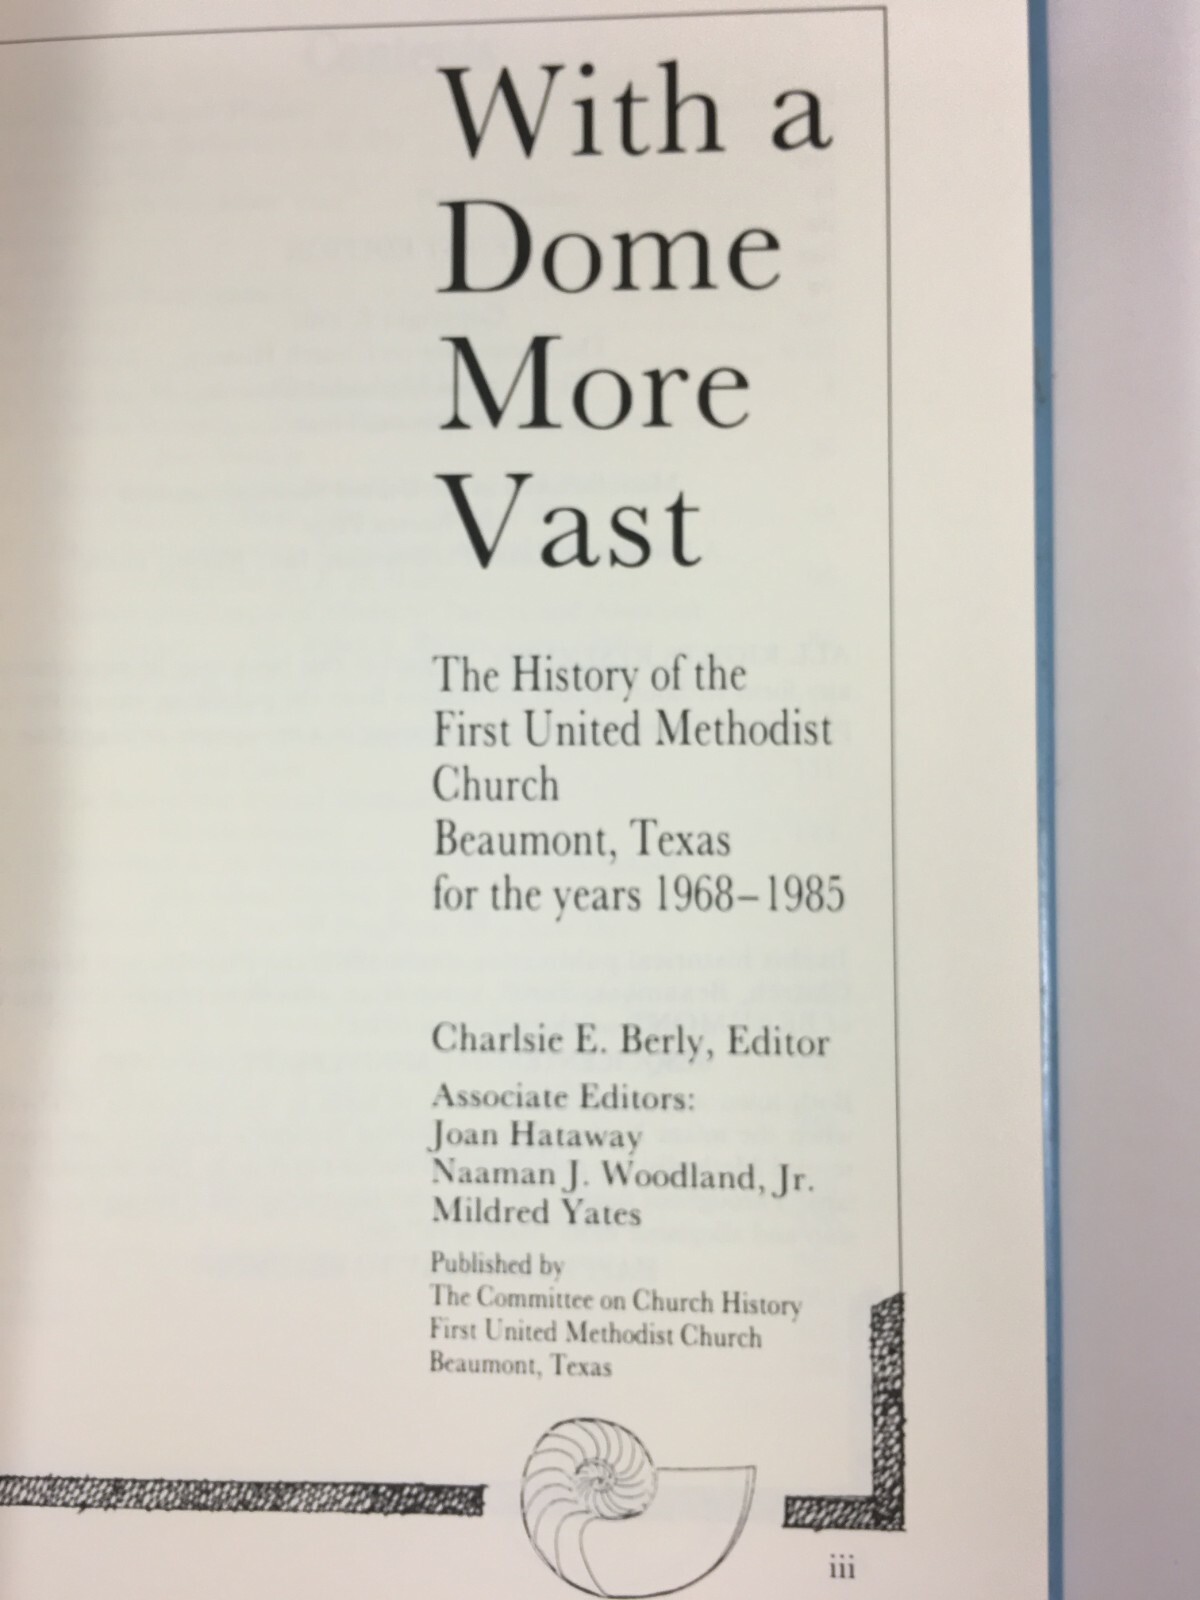 With a
Dome
More
Vast
The History of the
First United Methodist
Church
Beaumont, Texas
for the years 1968–1985
Charlsie E. Berly, Editor
Associate Editors:
Joan Hataway
Naaman J. Woodland, Jr.
Mildred Yates
Published by
The Committee on Church History
First United Methodist Church
Beaumont, Texas
iii